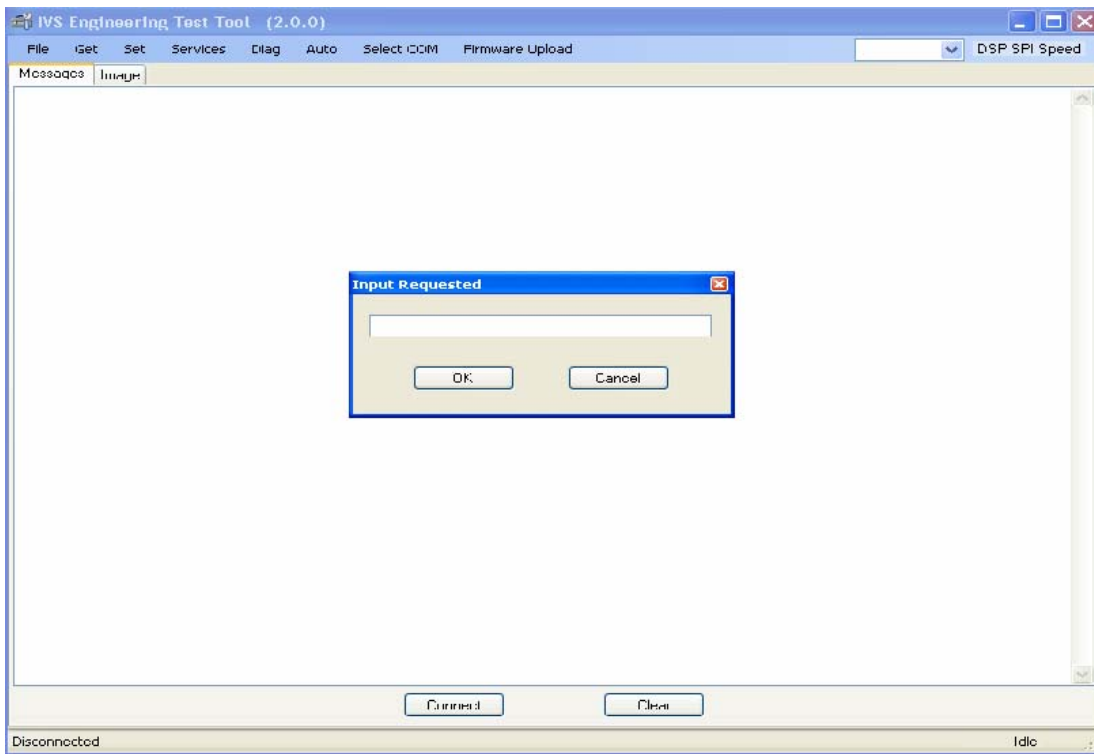 IVS Engineering Test Tool (2.0.0)
File Get Set Services Diag Auto Select COM Firmware Upload DSP SPI Speed
Messages Image
Input Requested
OK Cancel
Connect Clear
Disconnected Idle